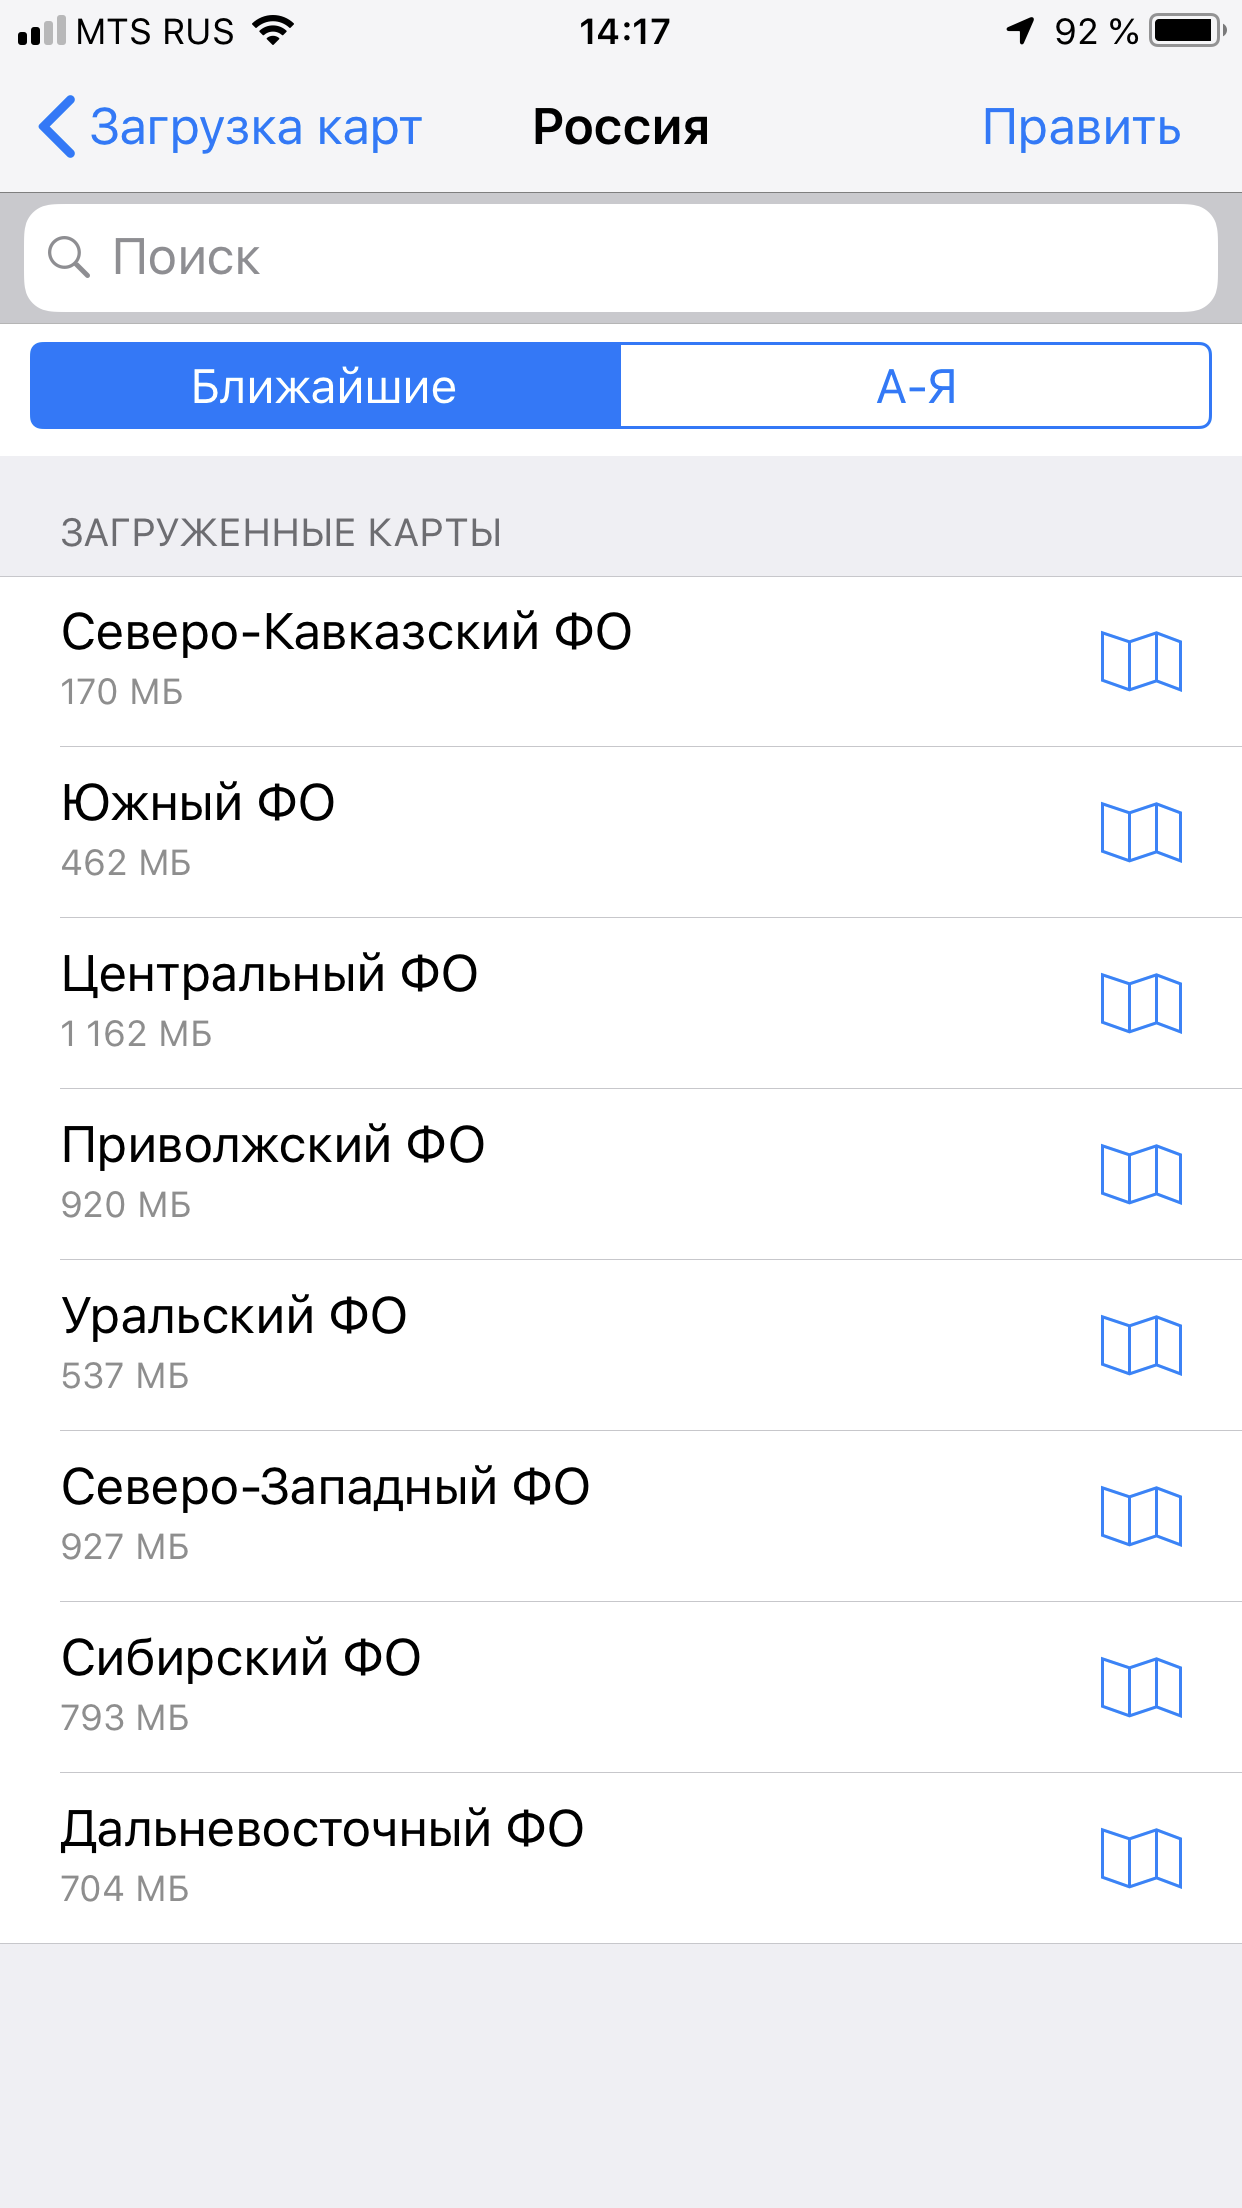 MTS RUS 14:17 92 %
Загрузка карт Россия Править
Поиск
Ближайшие А-Я
ЗАГРУЖЕННЫЕ КАРТЫ
Северо-Кавказский ФО
170 МБ
Южный ФО
462 МБ
Центральный ФО
1 162 МБ
Приволжский ФО
920 МБ
Уральский ФО
537 МБ
Северо-Западный ФО
927 МБ
Сибирский ФО
793 МБ
Дальневосточный ФО
704 МБ